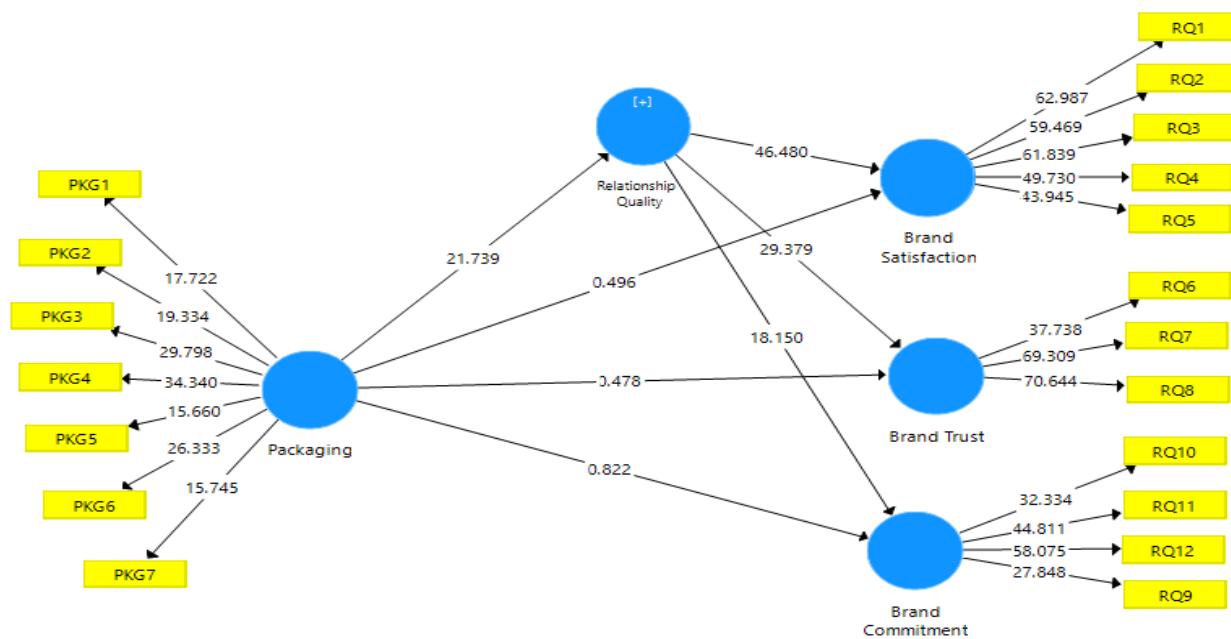 PKG1
PKG2
PKG3
PKG4
PKG5
PKG6
PKG7
17.722
19.334
29.798
34.340
15.660
26.333
15.745
Packaging
21.739
0.496
0.478
0.822
[+]
Relationship
Quality
46.480
29.379
18.150
Brand
Satisfaction
62.987
59.469
61.839
49.730
43.945
RQ1
RQ2
RQ3
RQ4
RQ5
Brand Trust
37.738
69.309
70.644
RQ6
RQ7
RQ8
Brand
Commitment
32.334
44.811
58.075
27.848
RQ10
RQ11
RQ12
RQ9